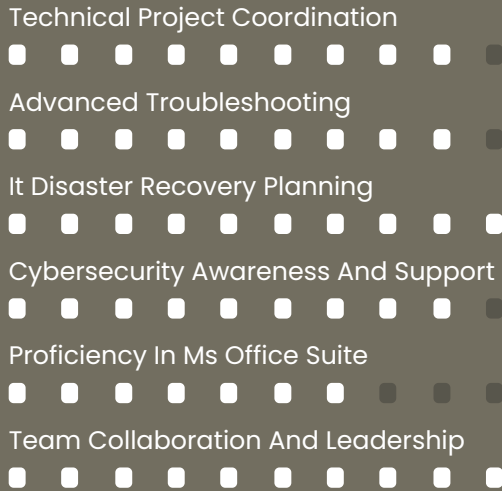 Technical Project Coordination
Advanced Troubleshooting
It Disaster Recovery Planning
Cybersecurity Awareness And Support
Proficiency In Ms Office Suite
Team Collaboration And Leadership